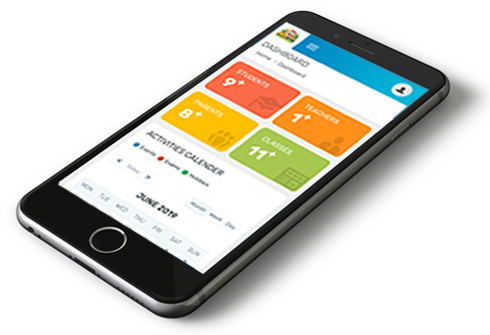 DASHBOARD
Home > Dashboard
STUDENTS
9+
TEACHERS
1+
PARENTS
8+
CLASSES
11+
ACTIVITIES CALENDER
Events Exams Holidays
< Today >
JUNE 2019
Month Week Day
MON TUE WED THU FRI SAT SUN